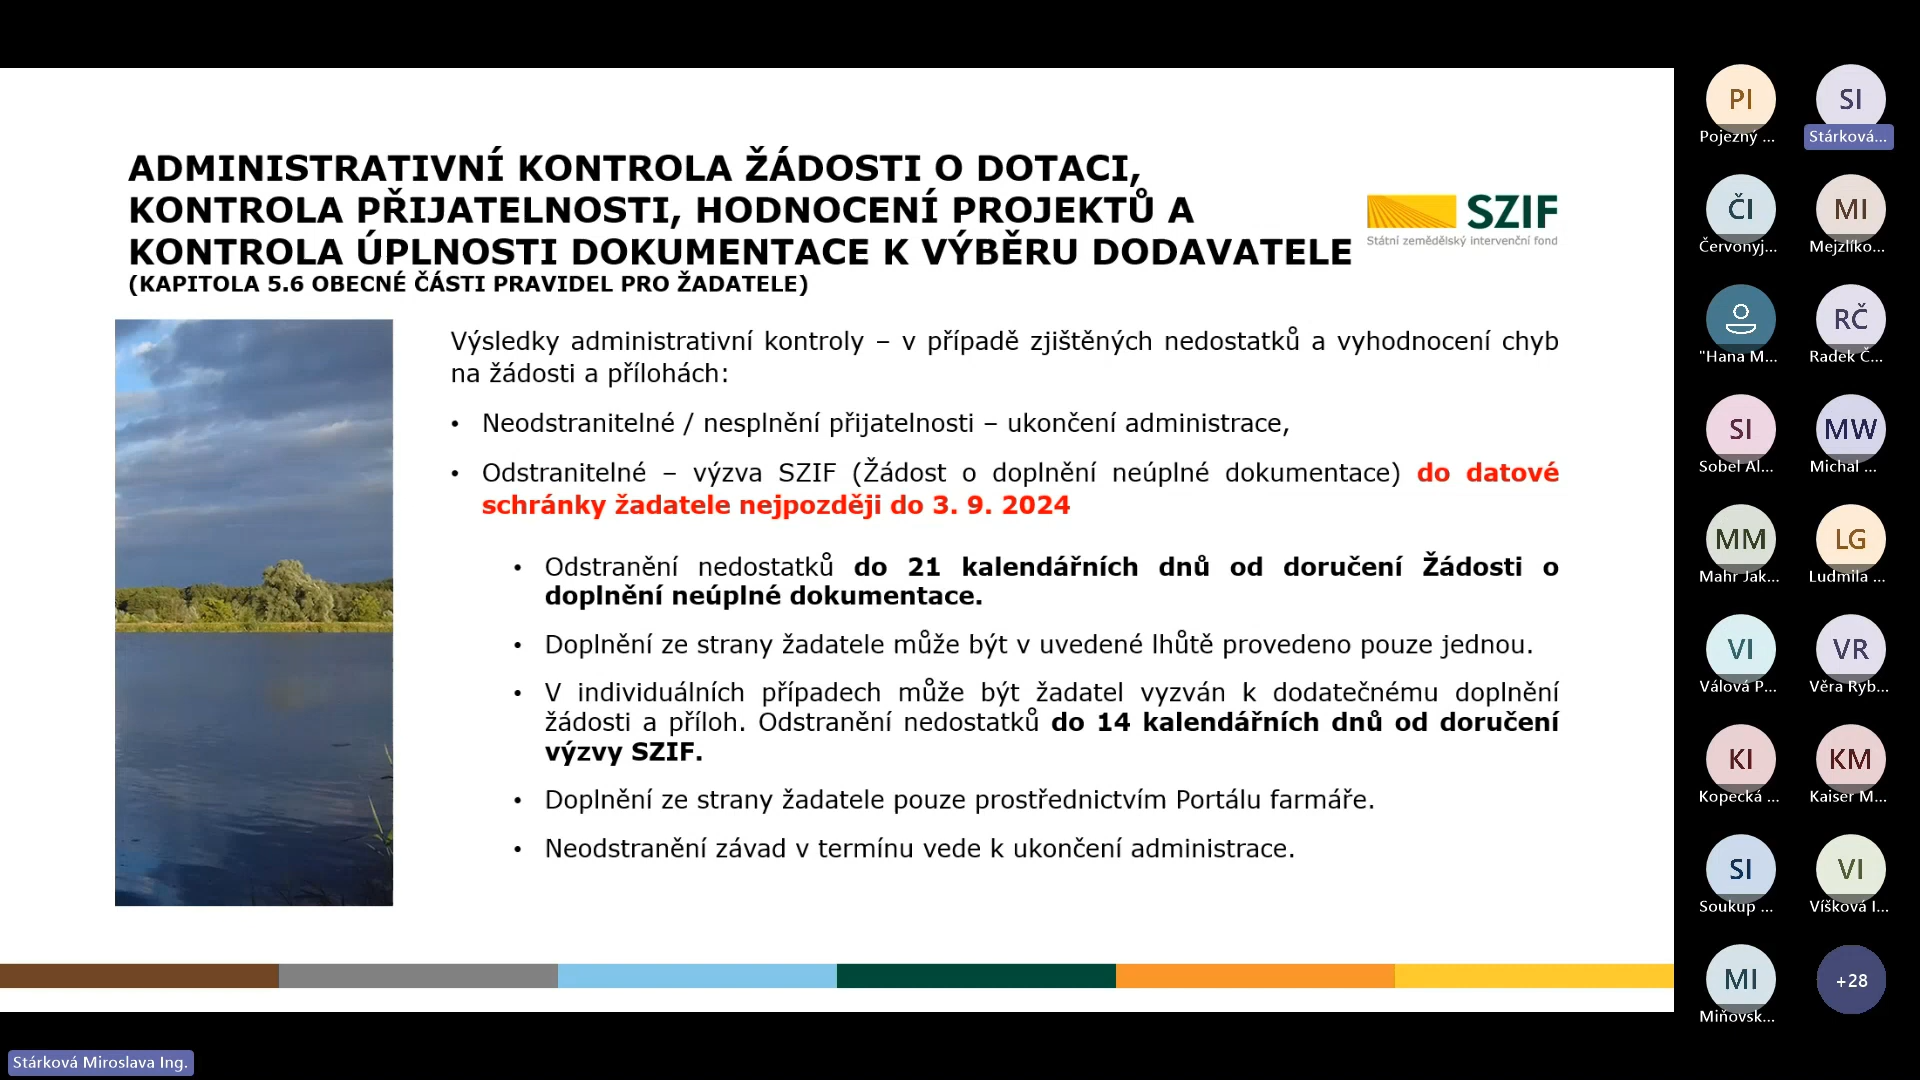 ADMINISTRATIVNÍ KONTROLA ŽÁDOSTI O DOTACI,
KONTROLA PŘIJATELNOSTI, HODNOCENÍ PROJEKTŮ A
KONTROLA ÚPLNOSTI DOKUMENTACE K VÝBĚRU DODAVATELE
(KAPITOLA 5.6 OBECNÉ ČÁSTI PRAVIDEL PRO ŽADATELE)
SZIF
Státní zemědělský intervenční fond
Výsledky administrativní kontroly – v případě zjištěných nedostatků a vyhodnocení chyb
na žádosti a přílohách:
• Neodstranitelné / nesplnění přijatelnosti – ukončení administrace,
• Odstranitelné – výzva SZIF (Žádost o doplnění neúplné dokumentace) do datové
schránky žadatele nejpozději do 3. 9. 2024
• Odstranění nedostatků do 21 kalendářních dnů od doručení Žádosti o
doplnění neúplné dokumentace.
• Doplnění ze strany žadatele může být v uvedené lhůtě provedeno pouze jednou.
• V individuálních případech může být žadatel vyzván k dodatečnému doplnění
žádosti a příloh. Odstranění nedostatků do 14 kalendářních dnů od doručení
výzvy SZIF.
• Doplnění ze strany žadatele pouze prostřednictvím Portálu farmáře.
• Neodstranění závad v termínu vede k ukončení administrace.
PI
Pojezný ...
SI
Stárková...
ČI
Červonyj...
MI
Mejzlíko...
"Hana M...
RČ
Radek Č...
SI
Sobel Al...
MW
Michal ...
MM
Mahr Jak...
LG
Ludmila ...
VI
Válová P...
VR
Věra Ryb...
KI
Kopecká ...
KM
Kaiser M...
SI
Soukup ...
VI
Víšková I...
MI
Miňovsk...
+28
Stárková Miroslava Ing.